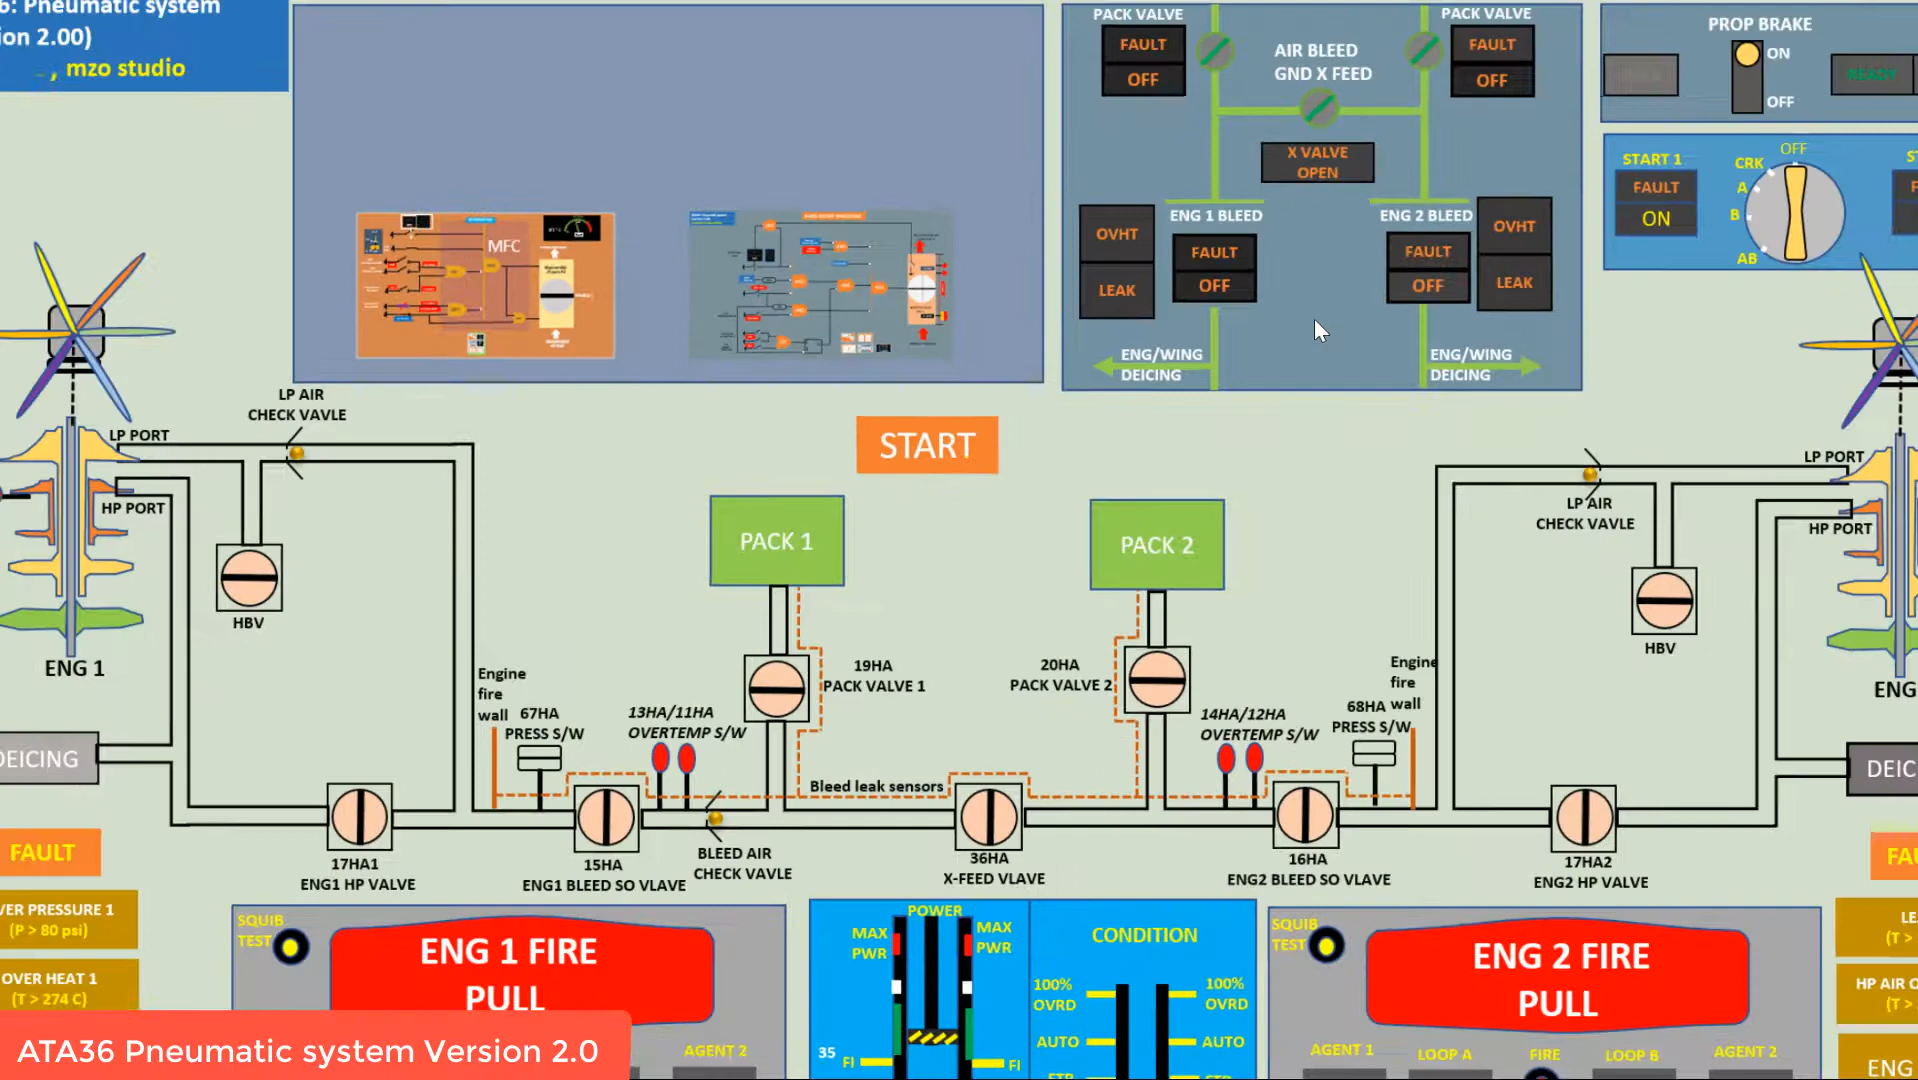 6: Pneumatic system
ion 2.00)
, mzo studio
MFC
PACK VALVE
FAULT
OFF
AIR BLEED
GND X FEED
PACK VALVE
FAULT
OFF
X VALVE
OPEN
ENG 1 BLEED
OVHT
LEAK
FAULT
OFF
ENG 2 BLEED
FAULT
OFF
OVHT
LEAK
ENG/WING
DEICING
ENG/WING
DEICING
PROP BRAKE
ON
OFF
READY
START 1
FAULT
ON
OFF
CRK
A
B
AB
LP AIR
CHECK VAVLE
LP PORT
HP PORT
HBV
ENG 1
START
PACK 1
PACK 2
LP PORT
LP AIR
CHECK VAVLE
HP PORT
HBV
ENG
Engine
fire
wall
67HA
PRESS S/W
13HA/11HA
OVERTEMP S/W
19HA
PACK VALVE 1
20HA
PACK VALVE 2
14HA/12HA
OVERTEMP S/W
Engine
fire
wall
68HA
PRESS S/W
DEICING
Bleed leak sensors
DEIC
17HA1
ENG1 HP VALVE
15HA
ENG1 BLEED SO VLAVE
BLEED AIR
CHECK VAVLE
36HA
X-FEED VLAVE
16HA
ENG2 BLEED SO VLAVE
17HA2
ENG2 HP VALVE
FAULT
VER PRESSURE 1
(P > 80 psi)
OVER HEAT 1
(T > 274 C)
SQUIB
TEST
ENG 1 FIRE
PULL
AGENT 2
POWER
MAX
PWR
MAX
PWR
35
FI
FI
CONDITION
100%
OVRD
100%
OVRD
AUTO
AUTO
SQUIB
TEST
ENG 2 FIRE
PULL
AGENT 1
LOOP A
FIRE
LOOP B
AGENT 2
FAU
LE
(T >
HP AIR O
(T >
ENG
ATA36 Pneumatic system Version 2.0